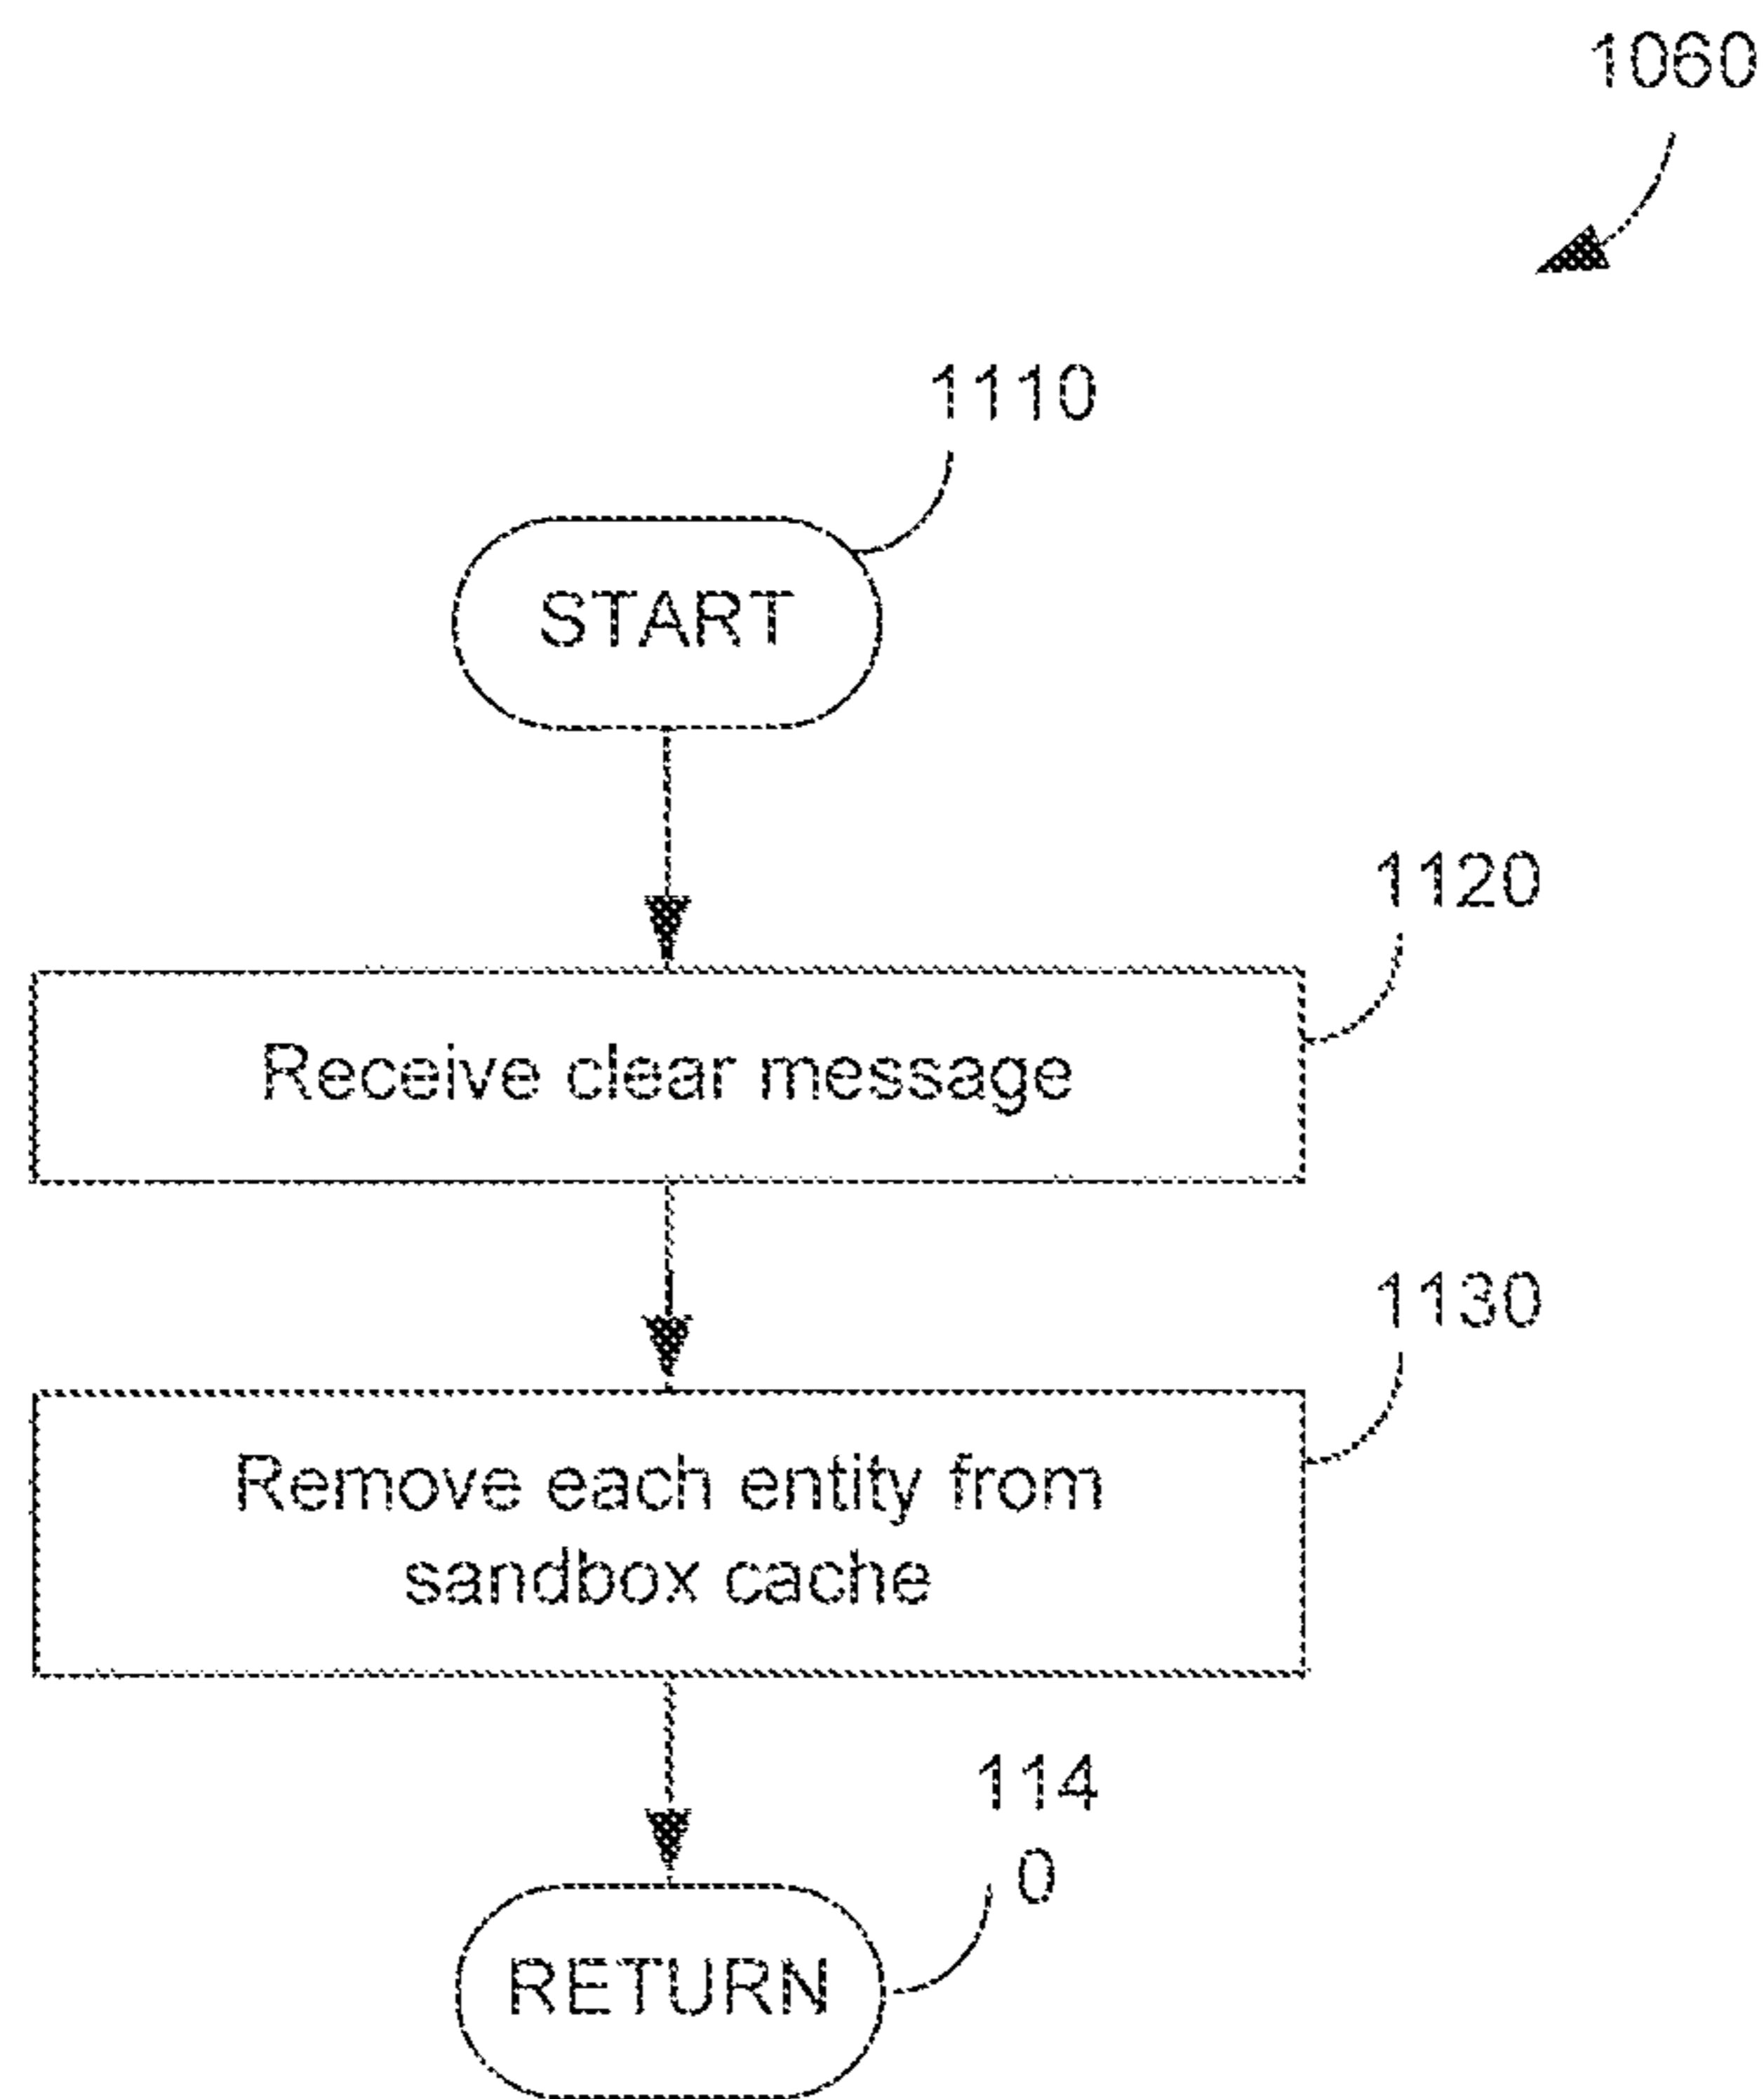 1060
1110
START
1120
Receive clear message
1130
Remove each entity from
sandbox cache
114
0
RETURN